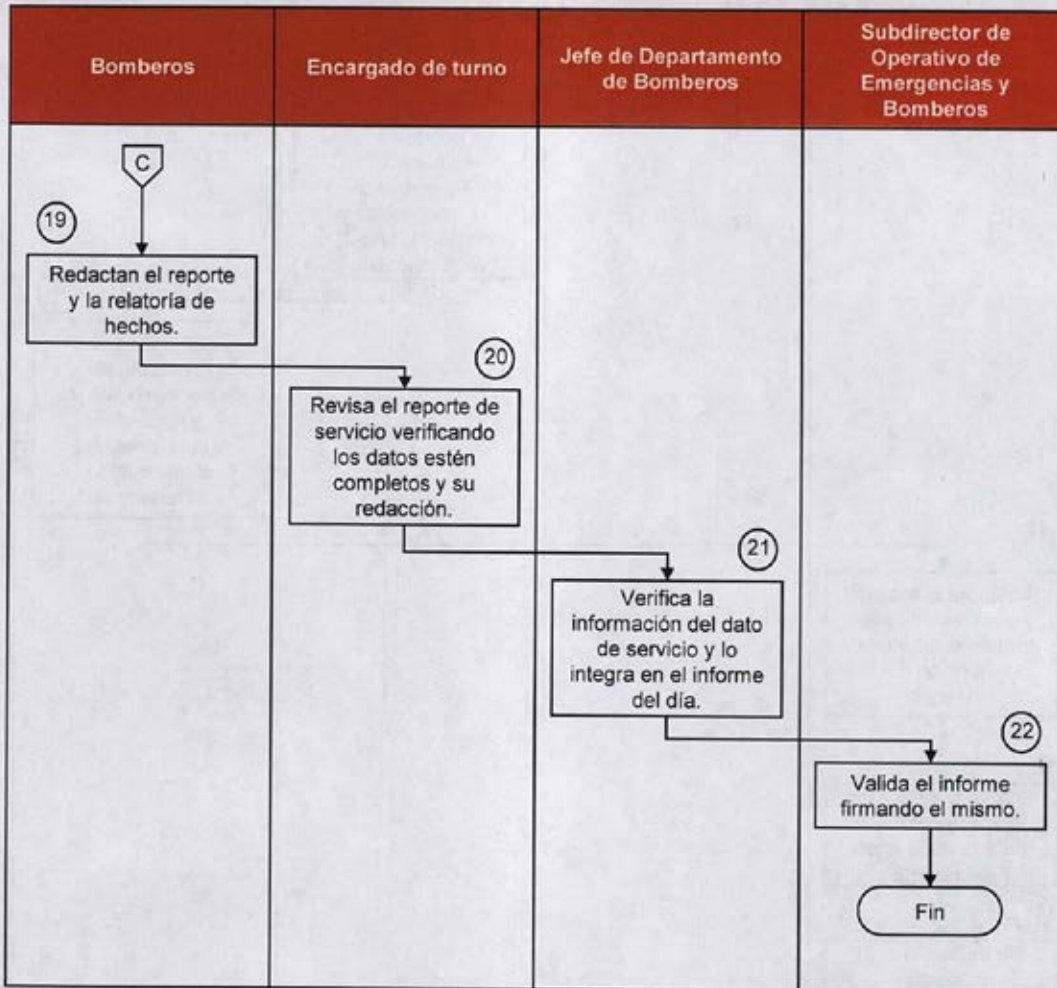 Bomberos
Encargado de turno
Jefe de Departamento
de Bomberos
Subdirector de
Operativo de
Emergencias y
Bomberos
C
19
Redactan el reporte
y la relatoría de
hechos.
20
Revisa el reporte de
servicio verificando
los datos estén
completos y su
redacción.
21
Verifica la
información del dato
de servicio y lo
integra en el informe
del día.
22
Valida el informe
firmando el mismo.
Fin